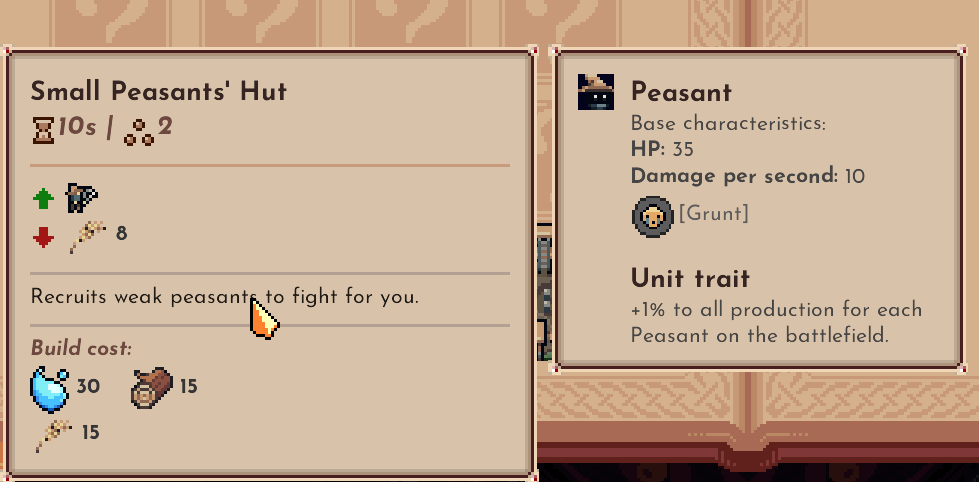 Small Peasants' Hut
10s | 2
8
Recruits weak peasants to fight for you.
Build cost:
30 15
15
Peasant
Base characteristics:
HP: 35
Damage per second: 10
[Grunt]
Unit trait
+1% to all production for each
Peasant on the battlefield.